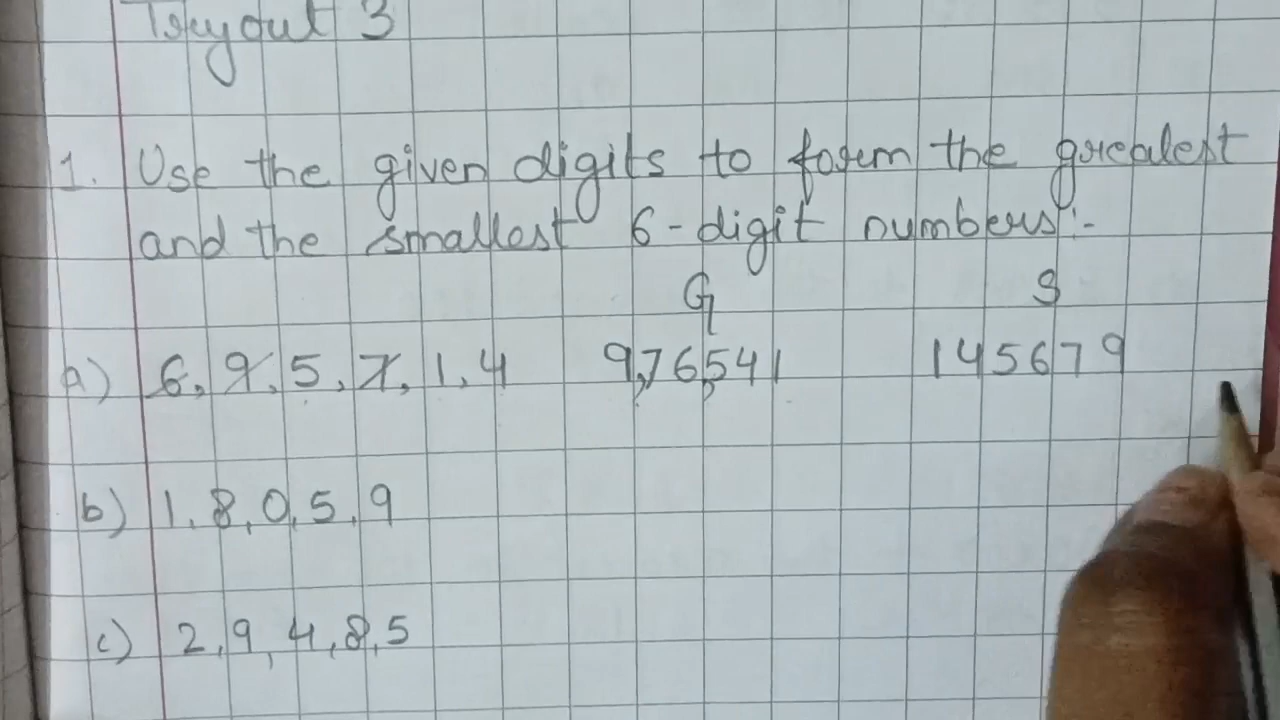 Tryout 3
1. Use the given digits to form the greatest
and the smallest 6-digit numbers:-
G S
a) 6, 9, 5, 7, 1, 4 9,76,541 145679
b) 1, 8, 0, 5, 9
c) 2, 9, 4, 8, 5